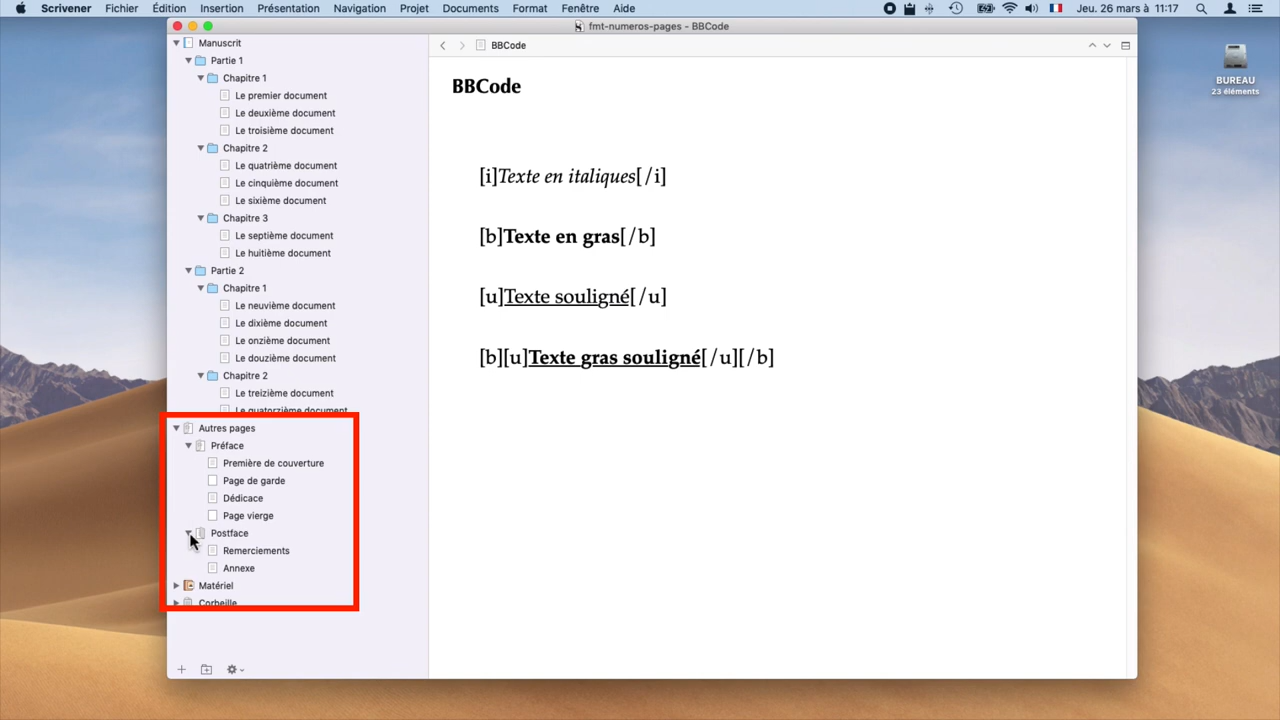 Scrivener Fichier Édition Insertion Présentation Navigation Projet Documents Format Fenêtre Aide Jeu. 26 mars à 11:17
fmt-numeros-pages - BBCode
Manuscrit
Partie 1
Chapitre 1
Le premier document
Le deuxième document
Le troisième document
Chapitre 2
Le quatrième document
Le cinquième document
Le sixième document
Chapitre 3
Le septième document
Le huitième document
Partie 2
Chapitre 1
Le neuvième document
Le dixième document
Le onzième document
Le douzième document
Chapitre 2
Le treizième document
Le quatorzième document
Autres pages
Préface
Première de couverture
Page de garde
Dédicace
Page vierge
Postface
Remerciements
Annexe
Matériel
Corbeille
BBCode
BBCode
[i]Texte en italiques[/i]
[b]Texte en gras[/b]
[u]Texte souligné[/u]
[b][u]Texte gras souligné[/u][/b]
BUREAU
23 éléments